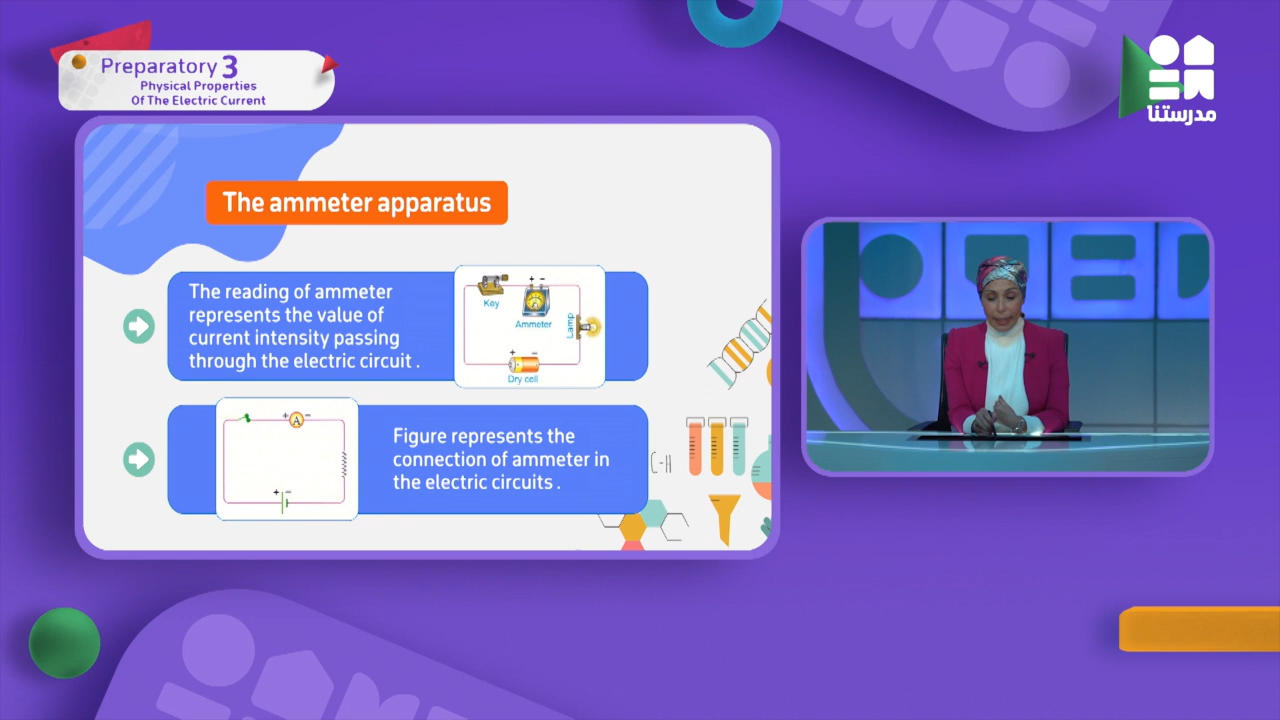 Preparatory 3
Physical Properties
Of The Electric Current
مدرستنا
The ammeter apparatus
The reading of ammeter
represents the value of
current intensity passing
through the electric circuit .
Key
+ -
Ammeter
Lamp
+ -
Dry cell
+ A -
+ -
Figure represents the
connection of ammeter in
the electric circuits .
C-H